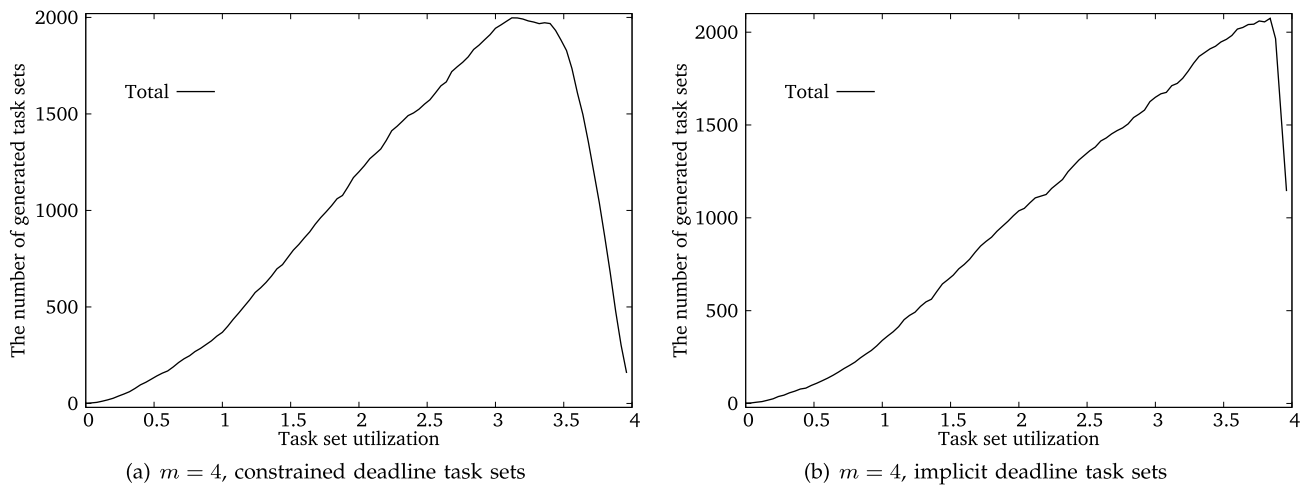 The number of generated task sets
2000
1500
1000
500
0
Total
0 0.5 1 1.5 2 2.5 3 3.5 4
Task set utilization
(a) m = 4, constrained deadline task sets
The number of generated task sets
2000
1500
1000
500
0
Total
0 0.5 1 1.5 2 2.5 3 3.5 4
Task set utilization
(b) m = 4, implicit deadline task sets